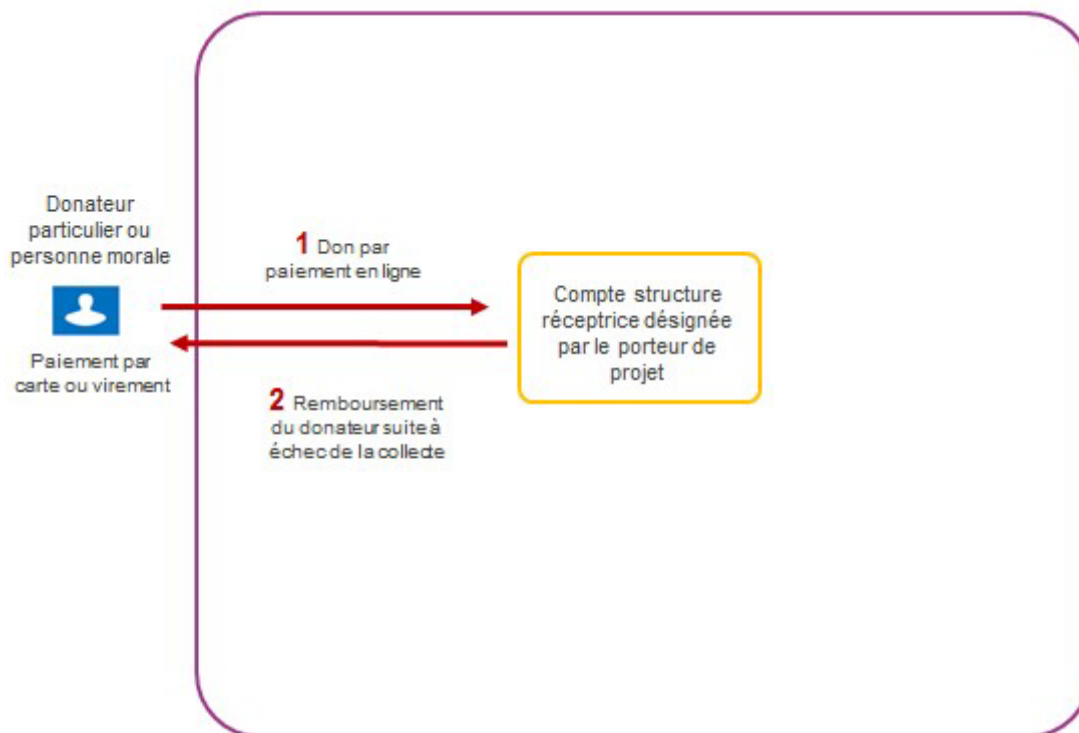 Donateur
particulier ou
personne morale
Paiement par
carte ou virement
1 Don par
paiement en ligne
2 Remboursement
du donateur suite à
échec de la collecte
Compte structure
réceptrice désignée
par le porteur de
projet